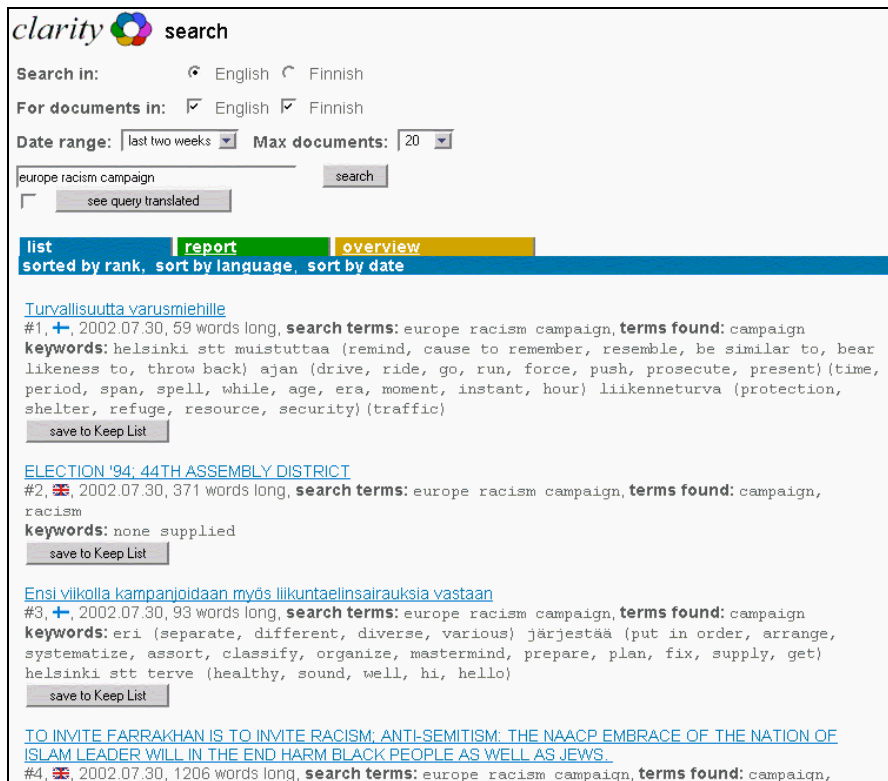 clarity search
Search in: English Finnish
For documents in: English Finnish
Date range: last two weeks Max documents: 20
europe racism campaign search
see query translated
list report overview
sorted by rank, sort by language, sort by date
Turvallisuutta varusmiehille
#1, , 2002.07.30, 59 words long, search terms: europe racism campaign, terms found: campaign
keywords: helsinki stt muistuttaa (remind, cause to remember, resemble, be similar to, bear
likeness to, throw back) ajan (drive, ride, go, run, force, push, prosecute, present) (time,
period, span, spell, while, age, era, moment, instant, hour) liikenneturva (protection,
shelter, refuge, resource, security) (traffic)
save to Keep List
ELECTION '94; 44TH ASSEMBLY DISTRICT
#2, , 2002.07.30, 371 words long, search terms: europe racism campaign, terms found: campaign,
racism
keywords: none supplied
save to Keep List
Ensi viikolla kampanjoidaan myös liikuntaelinsairauksia vastaan
#3, , 2002.07.30, 93 words long, search terms: europe racism campaign, terms found: campaign
keywords: eri (separate, different, diverse, various) järjestää (put in order, arrange,
systematize, assort, classify, organize, mastermind, prepare, plan, fix, supply, get)
helsinki stt terve (healthy, sound, well, hi, hello)
save to Keep List
TO INVITE FARRAKHAN IS TO INVITE RACISM; ANTI-SEMITISM: THE NAACP EMBRACE OF THE NATION OF
ISLAM LEADER WILL IN THE END HARM BLACK PEOPLE AS WELL AS JEWS.
#4, , 2002.07.30, 1206 words long, search terms: europe racism campaign, terms found: campaign,